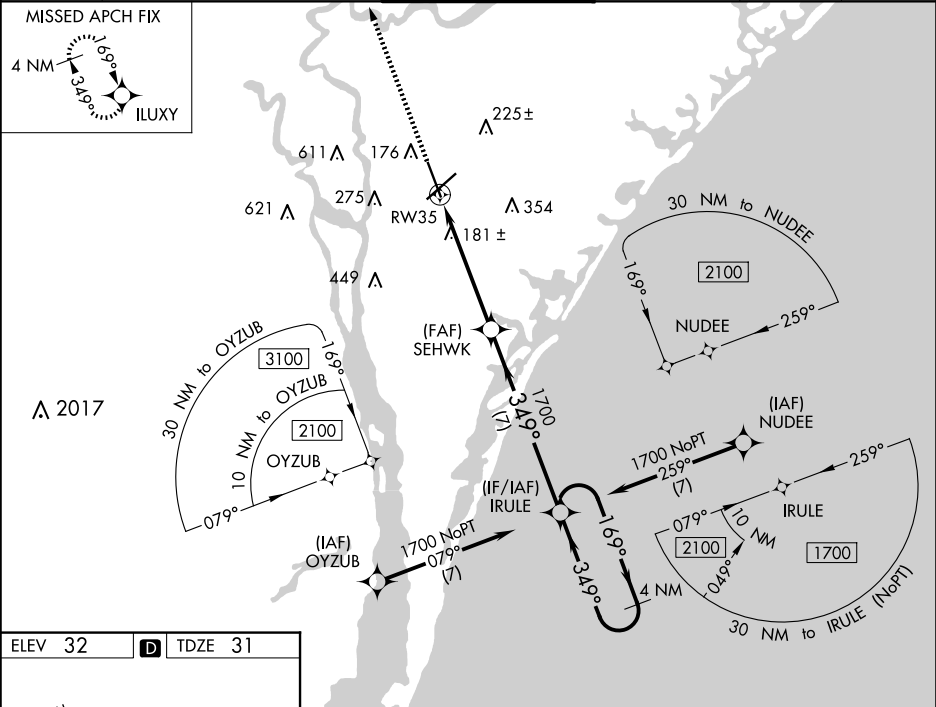 MISSED APCH FIX
4 NM
169°
349°
ILUXY
225±
611
176
275
621
RW35
354
181 ±
449
30 NM to NUDEE
2100
169°
259°
NUDEE
(FAF)
SEHWK
30 NM to OYZUB
3100
169°
10 NM to OYZUB
2100
OYZUB
079°
2017
1700
349°
(7)
(IAF)
NUDEE
1700 NoPT
259°
(7)
(IF/IAF)
IRULE
169°
349°
4 NM
(IAF)
OYZUB
1700 NoPT
079°
(7)
259°
079°
IRULE
10 NM
2100
049°
1700
30 NM to IRULE (NoPT)
ELEV 32
D
TDZE 31